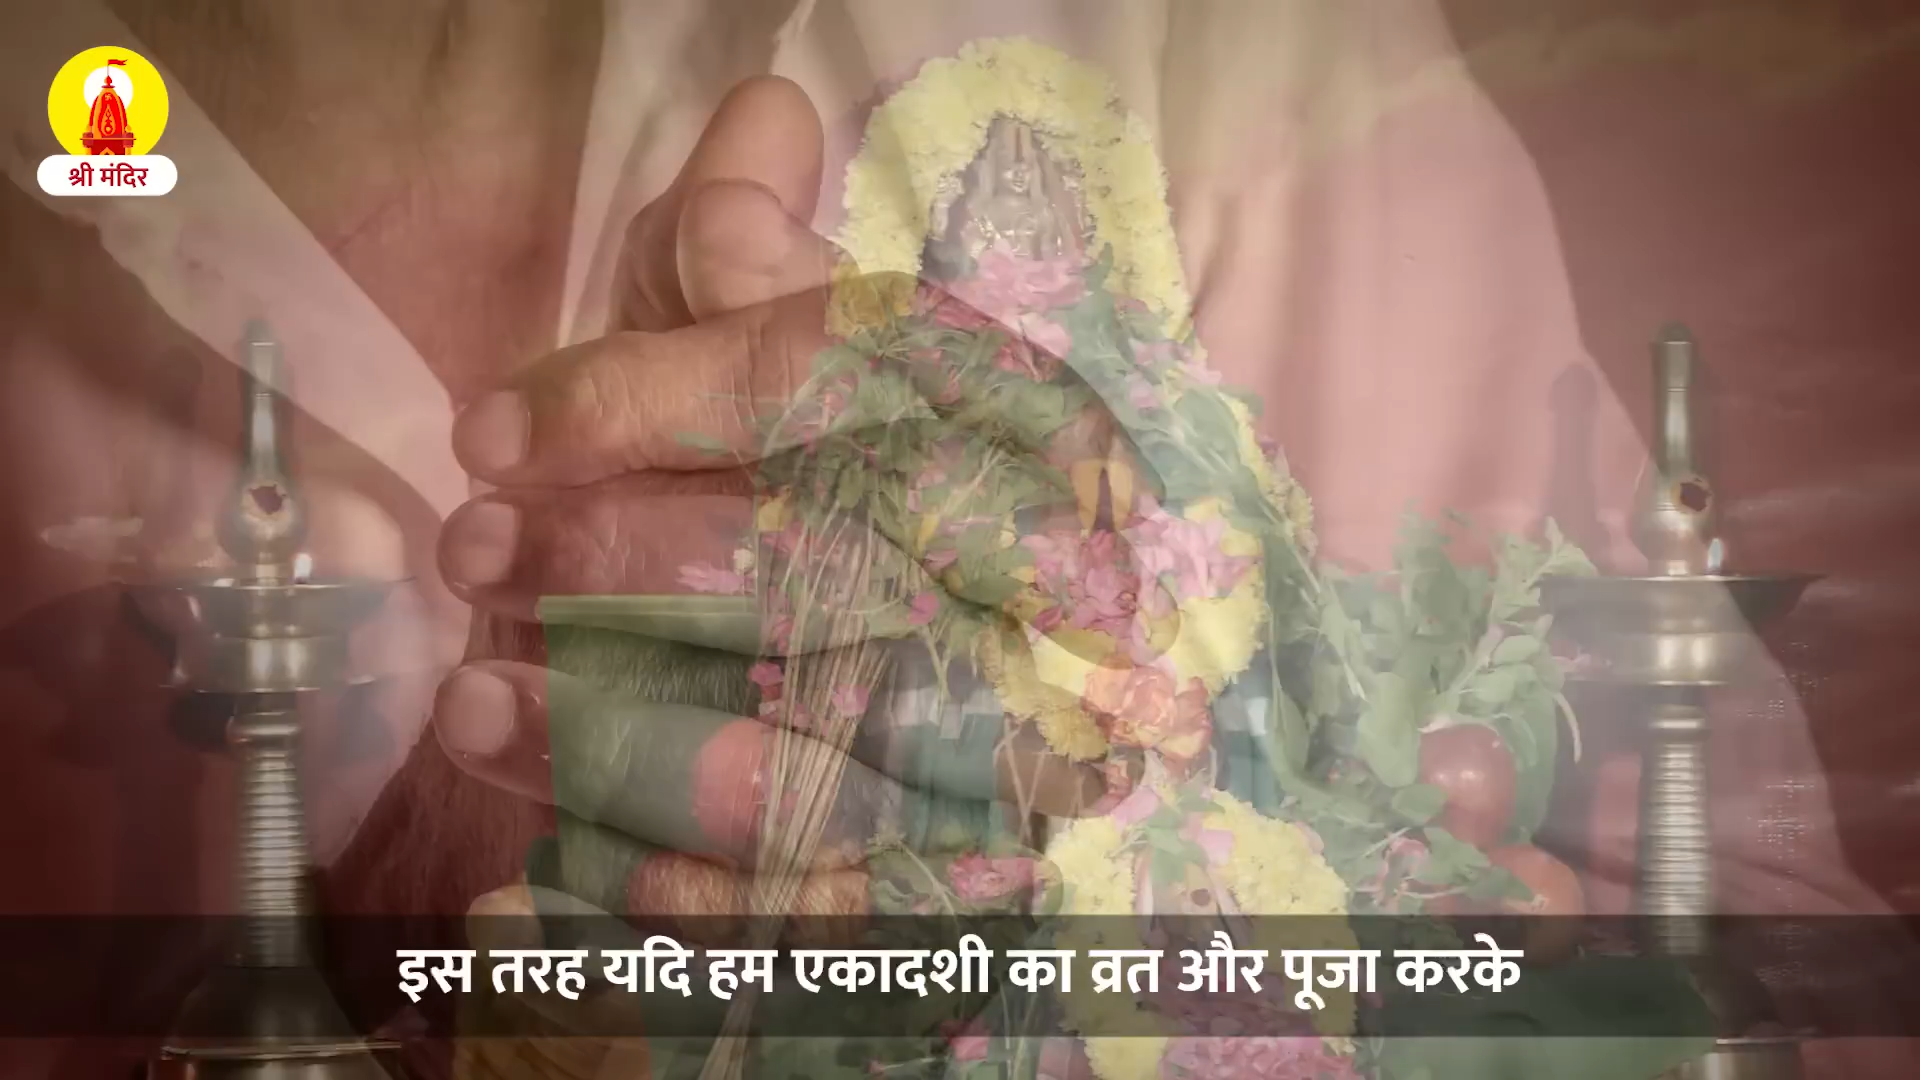 श्री मंदिर
इस तरह यदि हम एकादशी का व्रत और पूजा करके